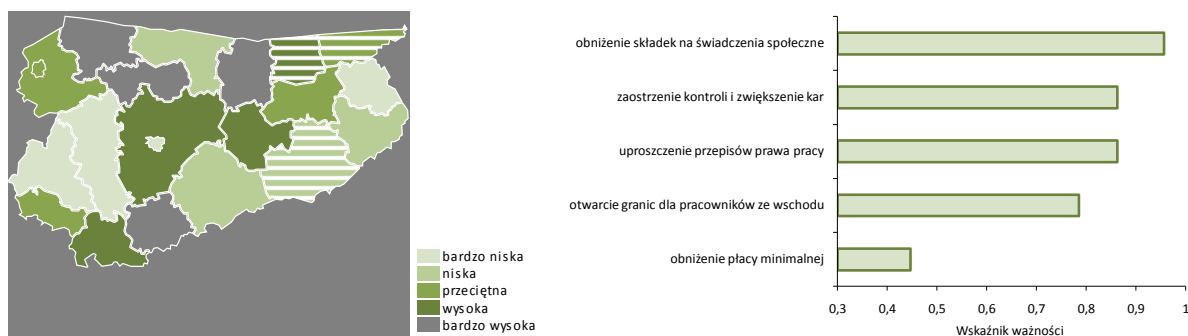 bardzo niska
niska
przeciętna
wysoka
bardzo wysoka
obniżenie składek na świadczenia społeczne
zaostrzenie kontroli i zwiększenie kar
uproszczenie przepisów prawa pracy
otwarcie granic dla pracowników ze wschodu
obniżenie płacy minimalnej
0,3 0,4 0,5 0,6 0,7 0,8 0,9 1
Wskaźnik ważności